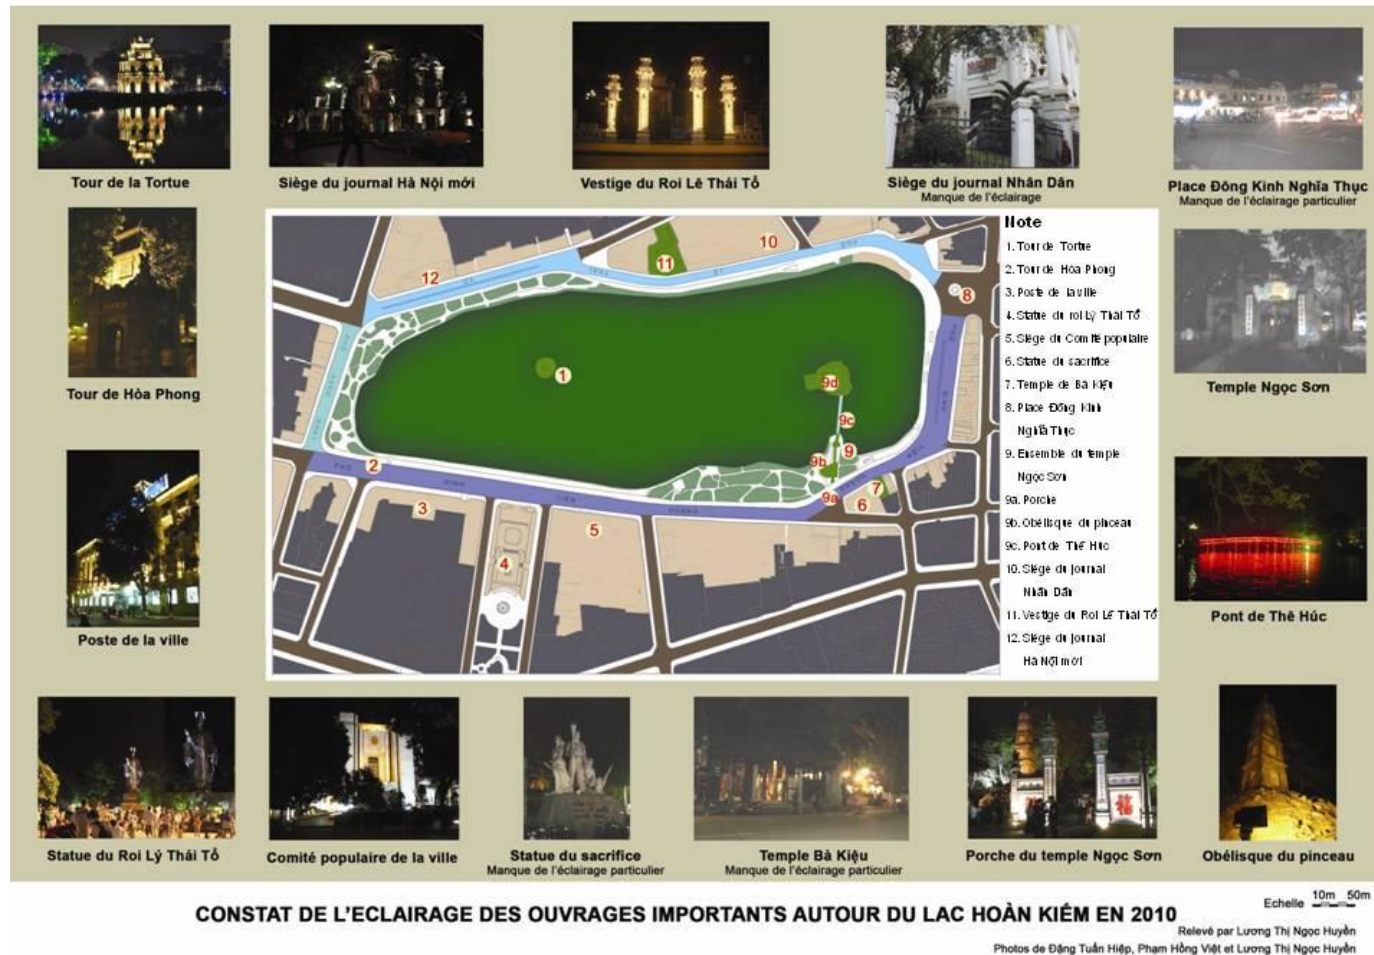 Tour de la Tortue
Siège du journal Hà Nội mới
Vestige du Roi Lê Thái Tổ
Siège du journal Nhân Dân
Manque de l'éclairage
Place Đông Kinh Nghĩa Thục
Manque de l'éclairage particulier
Tour de Hòa Phong
Poste de la ville
12
11
10
8
1
9d
9c
9
9b
9a
7
6
2
3
4
5
Note
1. Tour de Tortue
2. Tour de Hòa Phong
3. Poste de la ville
4. Statue du roi Lý Thái Tổ
5. Siège du Comité populaire
6. Statue du sacrifice
7. Temple de Bà Kiệu
8. Place Đông Kinh
Nghĩa Thục
9. Ensemble du temple
Ngọc Sơn
9a. Porche
9b. Obélisque du pinceau
9c. Pont de Thê Húc
10. Siège du journal
Nhân Dân
11. Vestige du Roi Lê Thái Tổ
12. Siège du journal
Hà Nội mới
Temple Ngọc Sơn
Pont de Thê Húc
Statue du Roi Lý Thái Tổ
Comité populaire de la ville
Statue du sacrifice
Manque de l'éclairage particulier
Temple Bà Kiệu
Manque de l'éclairage particulier
Porche du temple Ngọc Sơn
Obélisque du pinceau
CONSTAT DE L'ECLAIRAGE DES OUVRAGES IMPORTANTS AUTOUR DU LAC HOÀN KIẾM EN 2010
Echelle 10m 50m
Relevé par Lương Thị Ngọc Huyền
Photos de Đặng Tuấn Hiệp, Phạm Hồng Việt et Lương Thị Ngọc Huyền